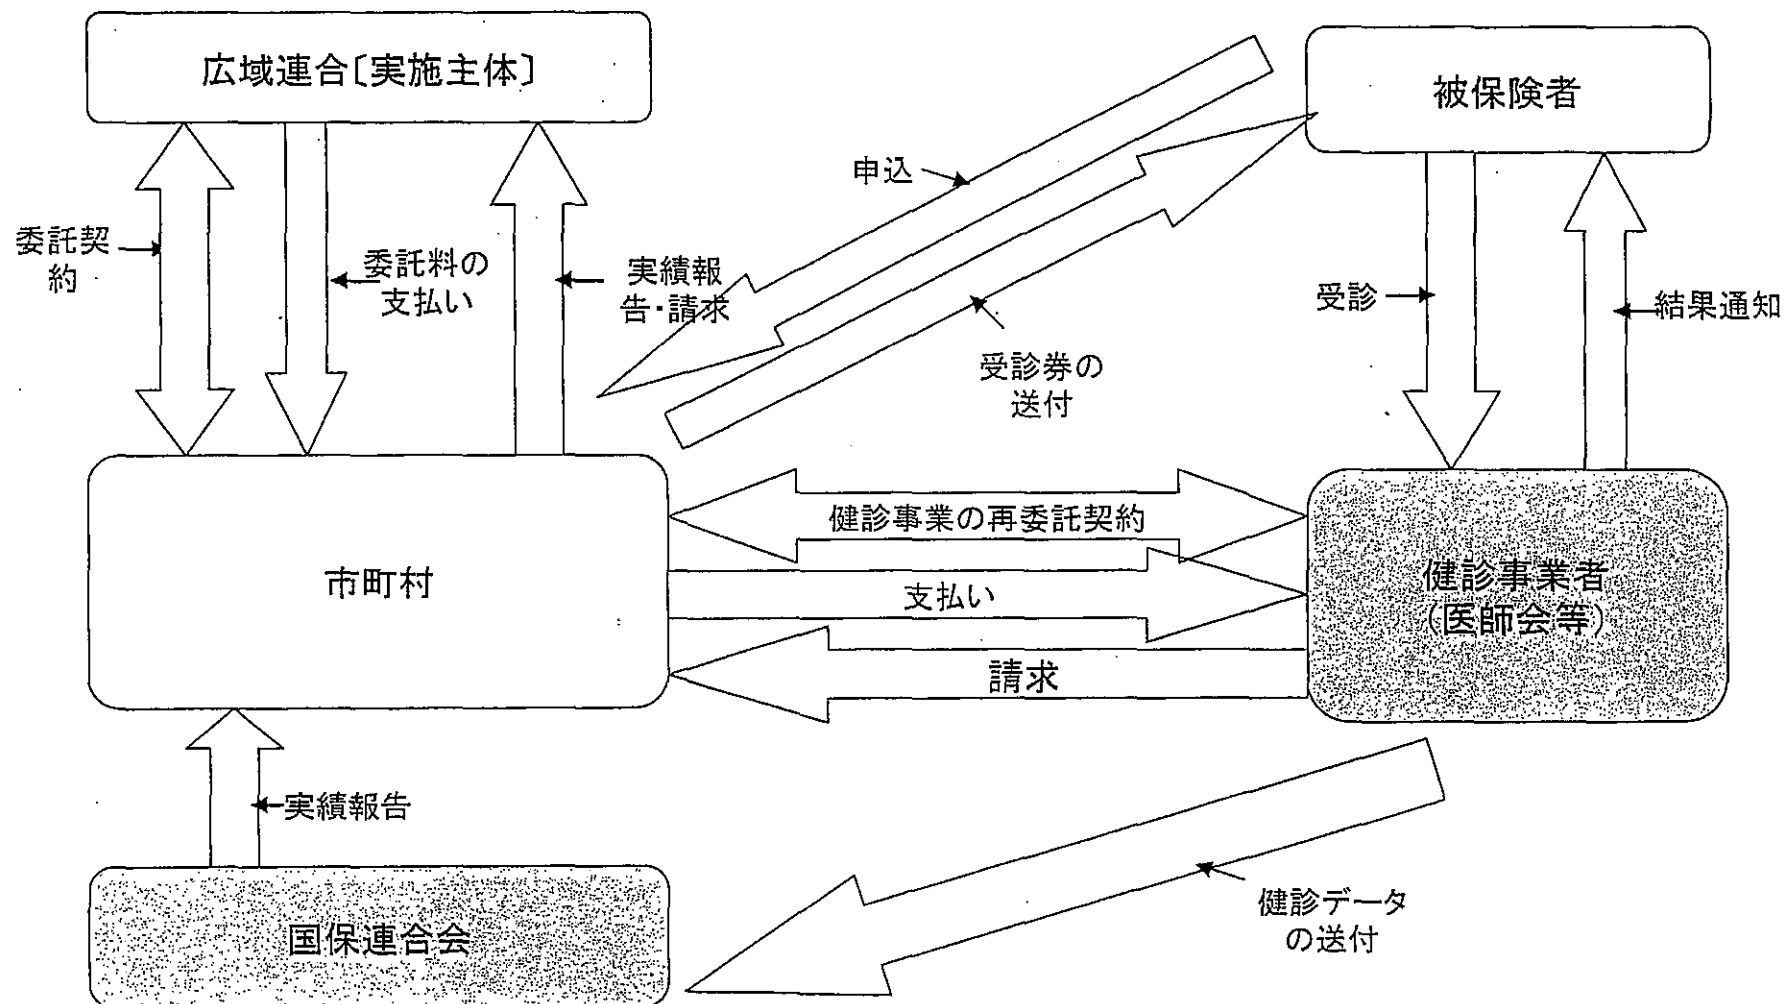 広域連合〔実施主体〕
被保険者
申込
委託契
約
委託料の
支払い
実績報
告・請求
受診
結果通知
受診券の
送付
健診事業の再委託契約
市町村
支払い
健診事業者
(医師会等)
請求
実績報告
健診データ
の送付
国保連合会